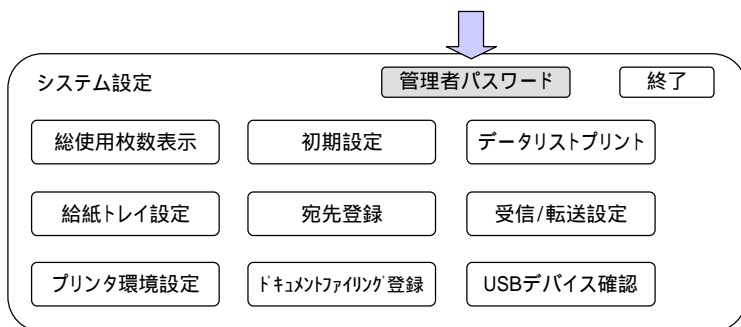 システム設定 管理者パスワード 終了
総使用枚数表示 初期設定 データリストプリント
給紙トレイ設定 宛先登録 受信/転送設定
プリンタ環境設定 ﾄﾞｷｭﾒﾝﾄﾌｧｲﾘﾝｸﾞ登録 USBデバイス確認